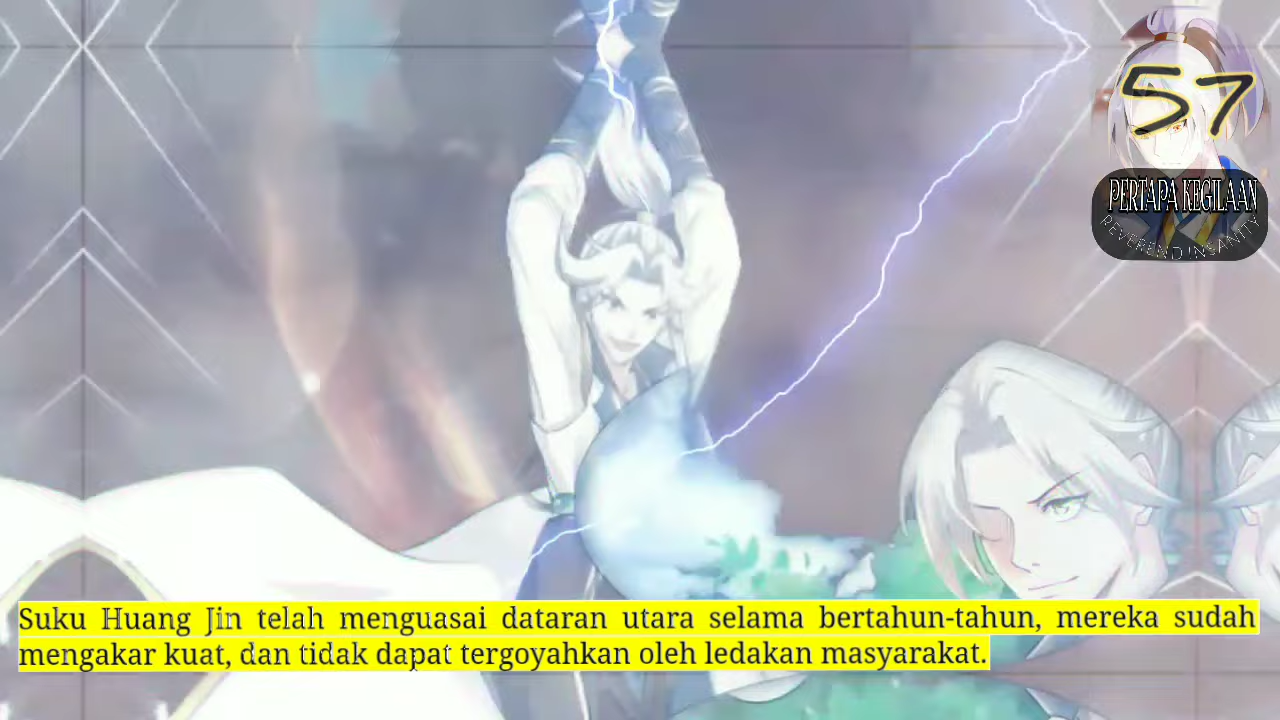 57
PERTAPA KEGILAAN
REVEREND INSANITY
Suku Huang Jin telah menguasai dataran utara selama bertahun-tahun, mereka sudah
mengakar kuat, dan tidak dapat tergoyahkan oleh ledakan masyarakat.